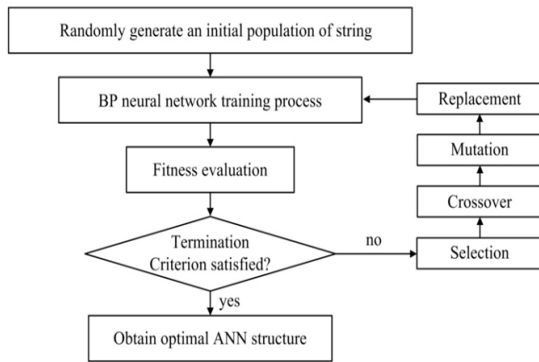 Randomly generate an initial population of string
BP neural network training process
Replacement
Mutation
Fitness evaluation
Crossover
Termination
Criterion satisfied?
no
Selection
yes
Obtain optimal ANN structure